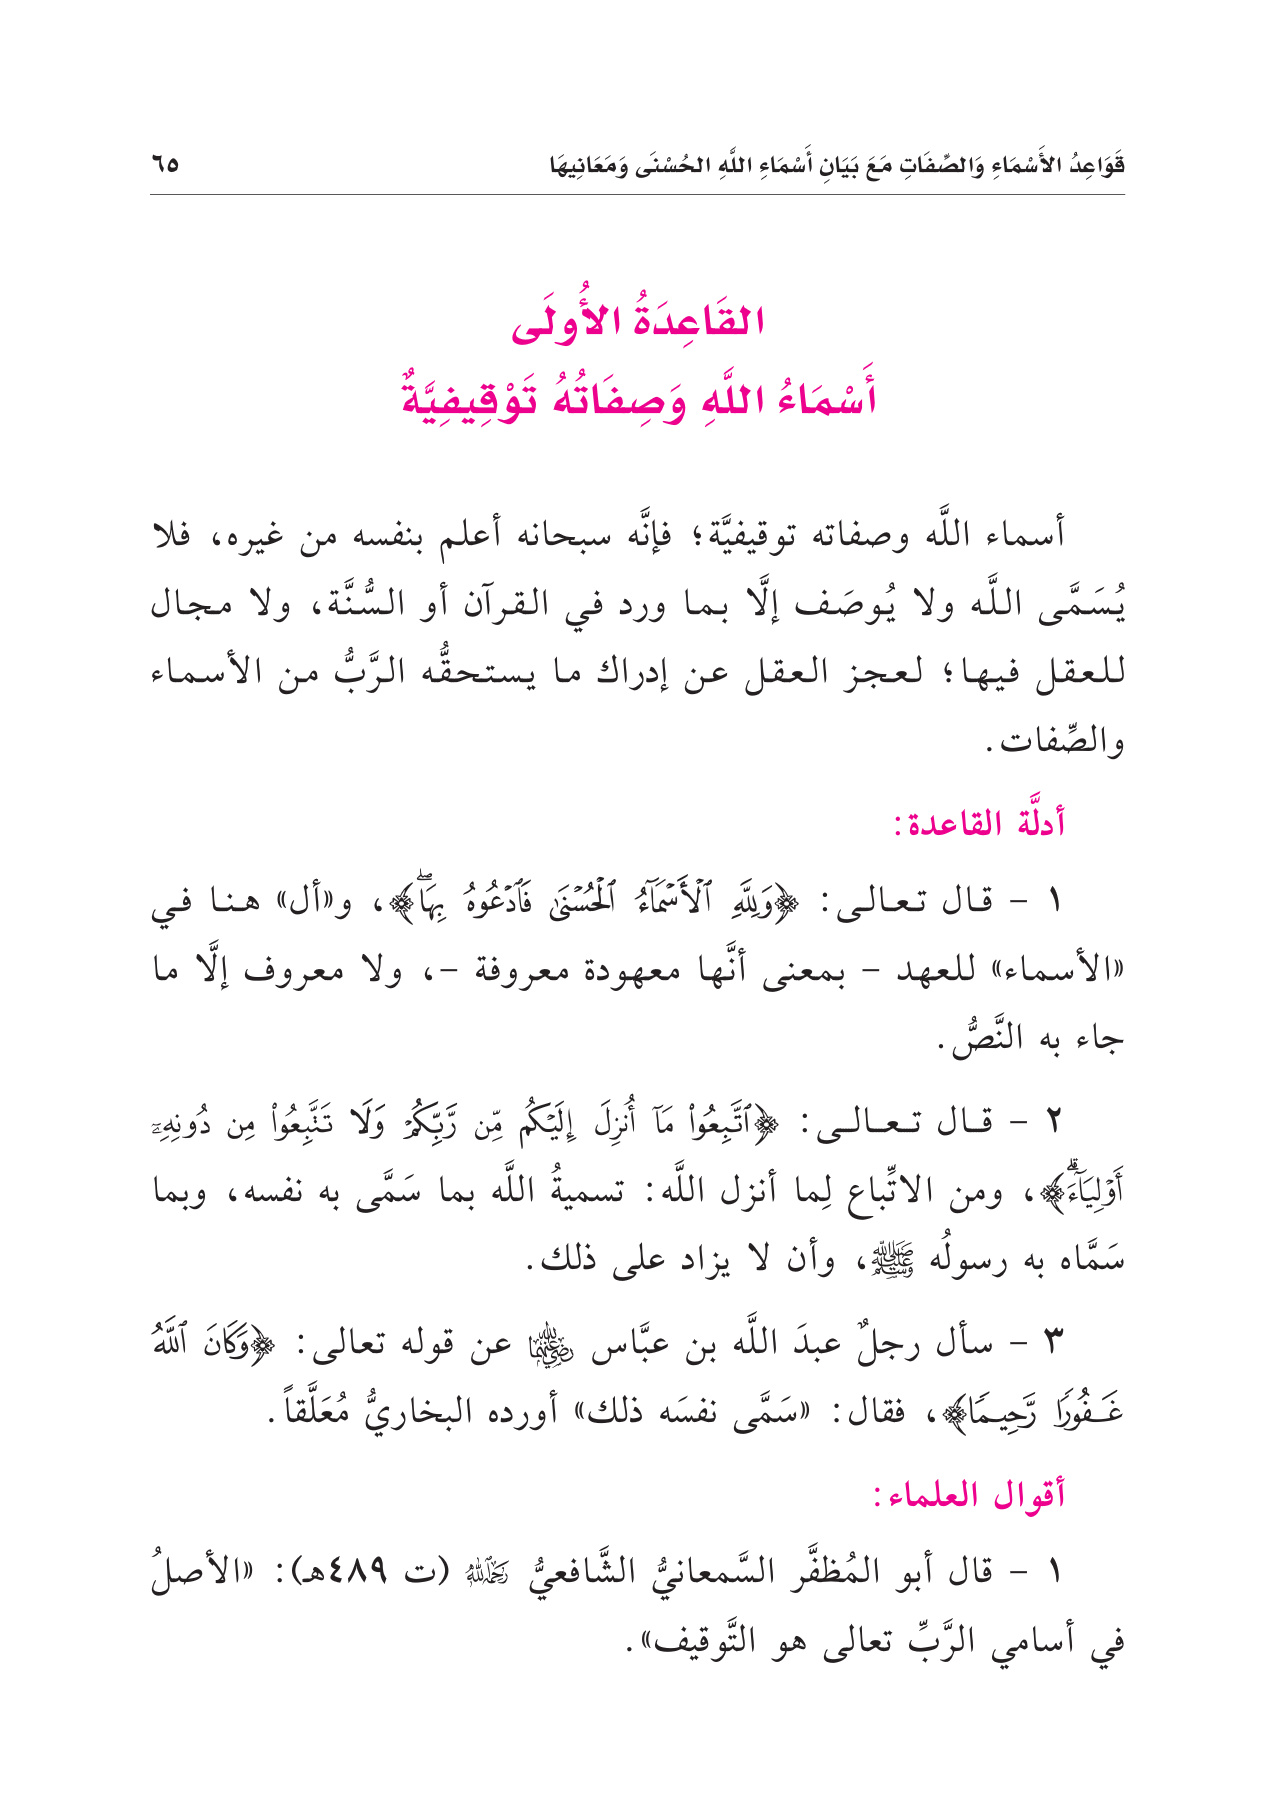 قَوَاعِدُ الأَسْمَاءِ وَالصِّفَاتِ مَعَ بَيَانِ أَسْمَاءِ اللَّهِ الحُسْنَى وَمَعَانِيهَا ٦٥
القَاعِدَةُ الأُولَى
أَسْمَاءُ اللَّهِ وَصِفَاتُهُ تَوْقِيفِيَّةٌ
أسماء اللَّه وصفاته توقيفيَّة؛ فإنَّه سبحانه أعلم بنفسه من غيره، فلا
يُسَمَّى اللَّه ولا يُوصَف إلَّا بما ورد في القرآن أو السُّنَّة، ولا مجال
للعقل فيها؛ لعجز العقل عن إدراك ما يستحقُّه الرَّبُّ من الأسماء
والصِّفات.
أدلَّة القاعدة:
١ - قال تعالى: ﴿وَلِلَّهِ ٱلۡأَسۡمَآءُ ٱلۡحُسۡنَىٰ فَٱدۡعُوهُ بِهَاۖ﴾، و«أل» هنا في
«الأسماء» للعهد - بمعنى أنَّها معهودة معروفة -، ولا معروف إلَّا ما
جاء به النَّصُّ.
٢ - قال تعالى: ﴿ٱتَّبِعُواْ مَآ أُنزِلَ إِلَيۡكُم مِّن رَّبِّكُمۡ وَلَا تَتَّبِعُواْ مِن دُونِهِۦٓ
أَوۡلِيَآءَۗ﴾، ومن الاتِّباع لِما أنزل اللَّه: تسميةُ اللَّه بما سَمَّى به نفسه، وبما
سَمَّاه به رسولُه ﷺ، وأن لا يزاد على ذلك.
٣ - سأل رجلٌ عبدَ اللَّه بن عبَّاس رضي الله عنهما عن قوله تعالى: ﴿وَكَانَ ٱللَّهُ
غَفُورٗا رَّحِيمٗا﴾، فقال: «سَمَّى نفسَه ذلك» أورده البخاريُّ مُعَلَّقاً.
أقوال العلماء:
١ - قال أبو المُظفَّر السَّمعانيُّ الشَّافعيُّ رحمه الله (ت ٤٨٩هـ): «الأصلُ
في أسامي الرَّبِّ تعالى هو التَّوقيف».